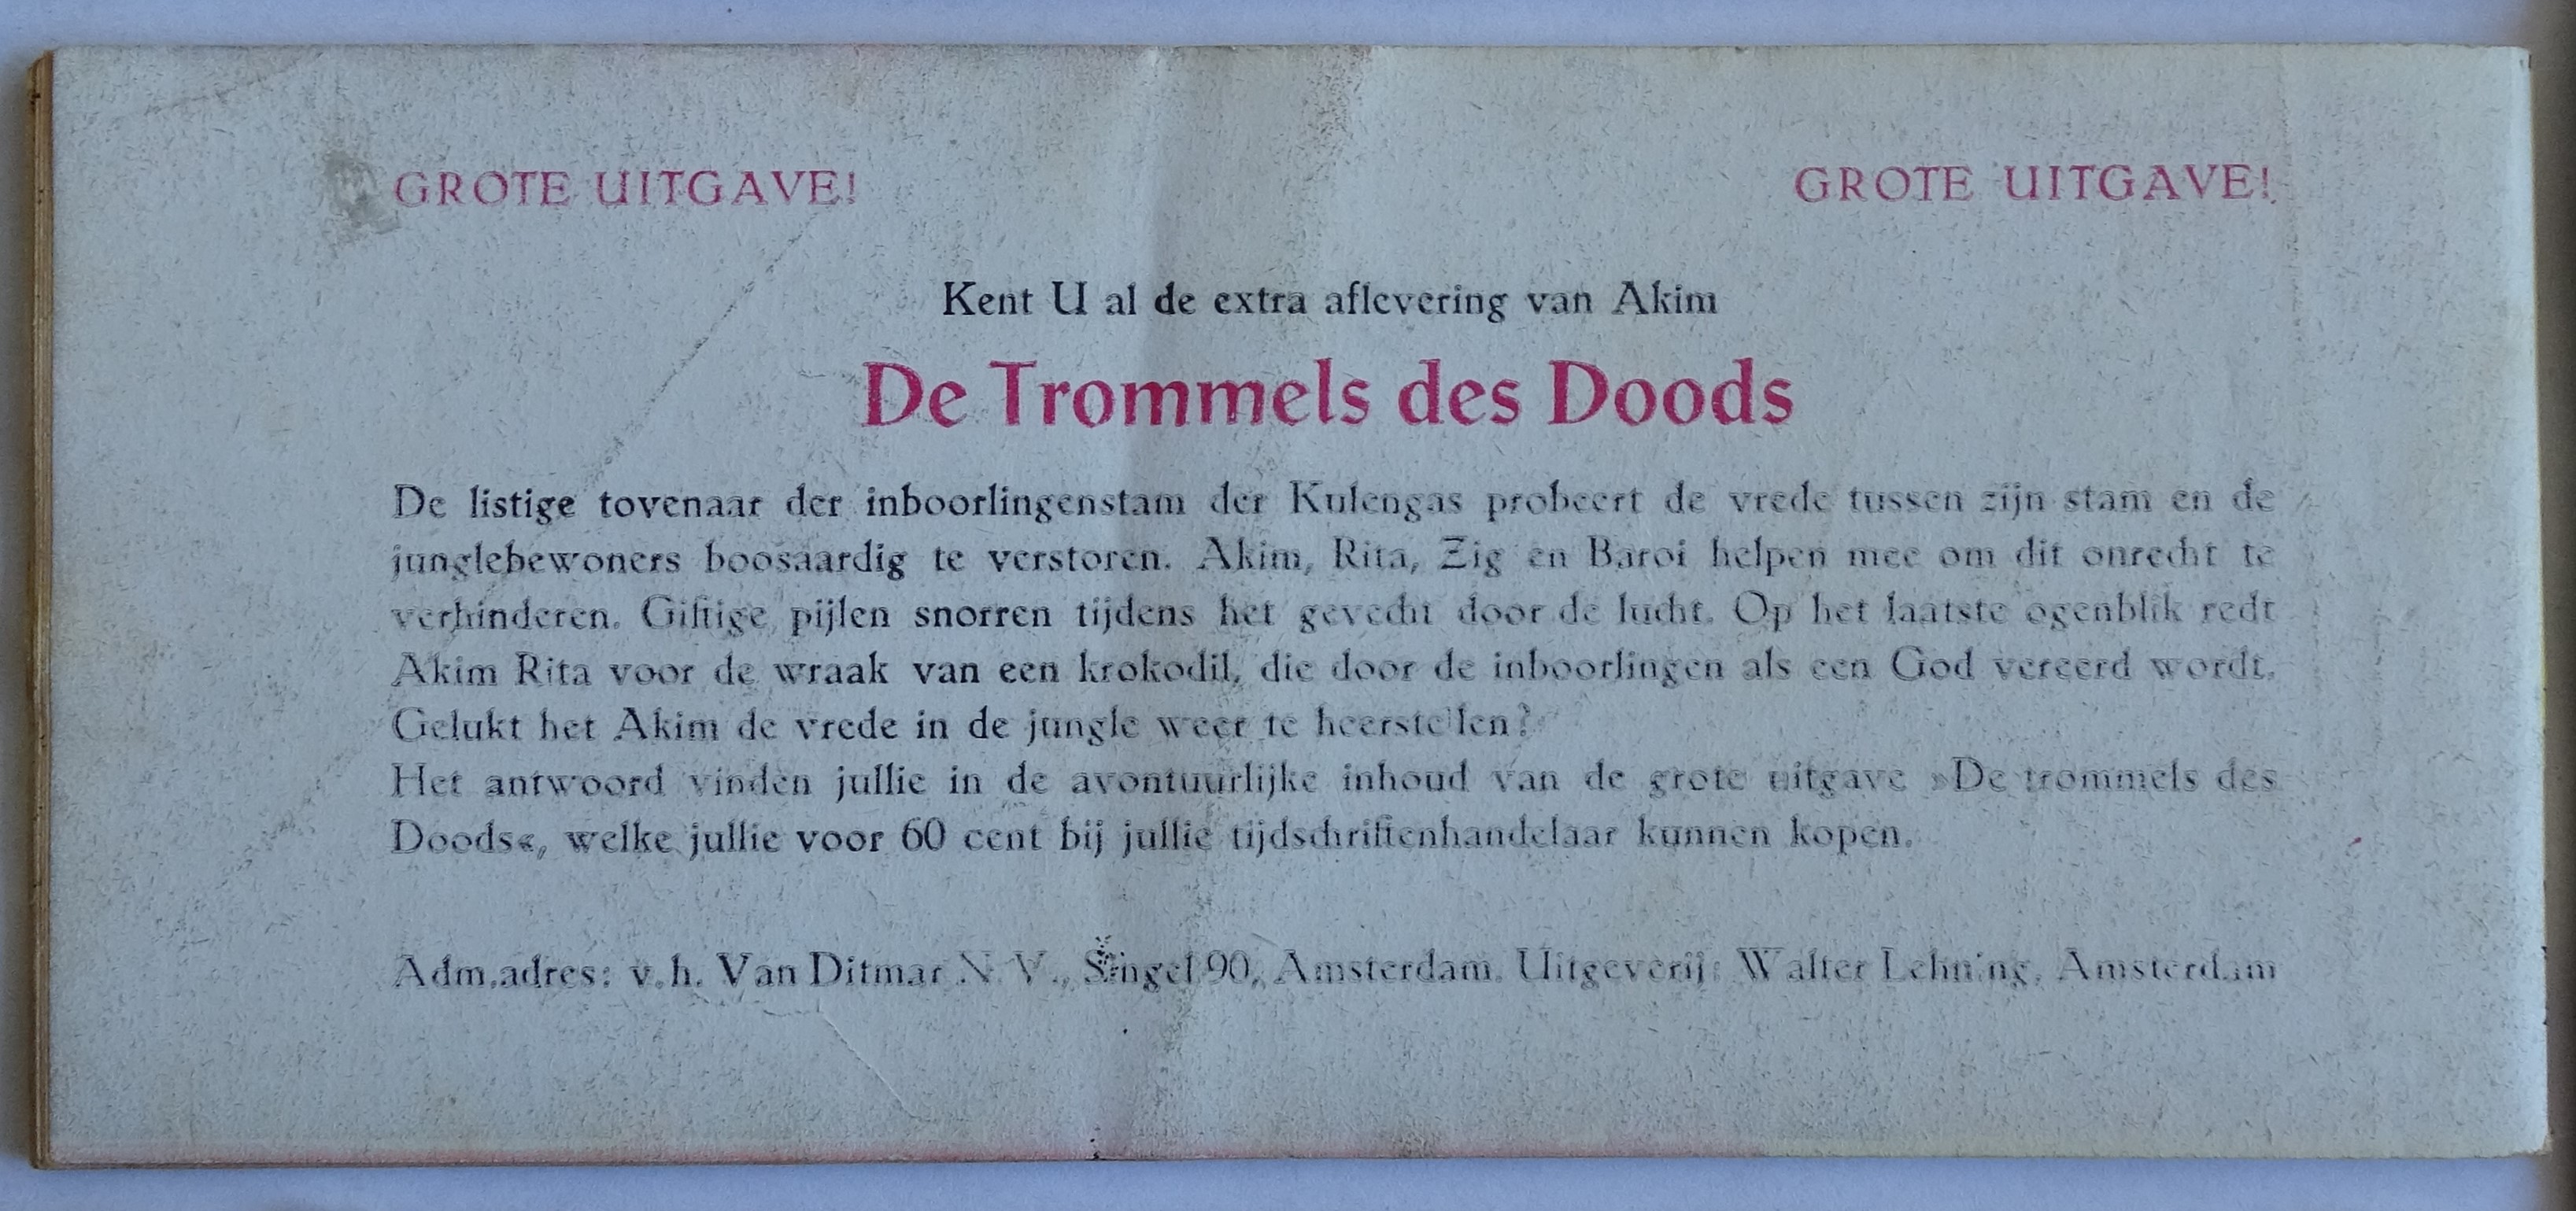 GROTE UITGAVE! GROTE UITGAVE!
Kent U al de extra aflevering van Akim
De Trommels des Doods
De listige tovenaar der inboorlingenstam der Kulengas probeert de vrede tussen zijn stam en de
junglebewoners boosaardig te verstoren. Akim, Rita, Zig en Baroi helpen mee om dit onrecht te
verhinderen. Giftige pijlen snorren tijdens het gevecht door de lucht. Op het laatste ogenblik redt
Akim Rita voor de wraak van een krokodil, die door de inboorlingen als een God vereerd wordt.
Gelukt het Akim de vrede in de jungle weer te heerstellen?
Het antwoord vinden jullie in de avontuurlijke inhoud van de grote uitgave »De trommels des
Doods«, welke jullie voor 60 cent bij jullie tijdschriftenhandelaar kunnen kopen.
Adm.adres: v.h. Van Ditmar N.V., Singel 90, Amsterdam. Uitgeverij: Walter Lehning, Amsterdam